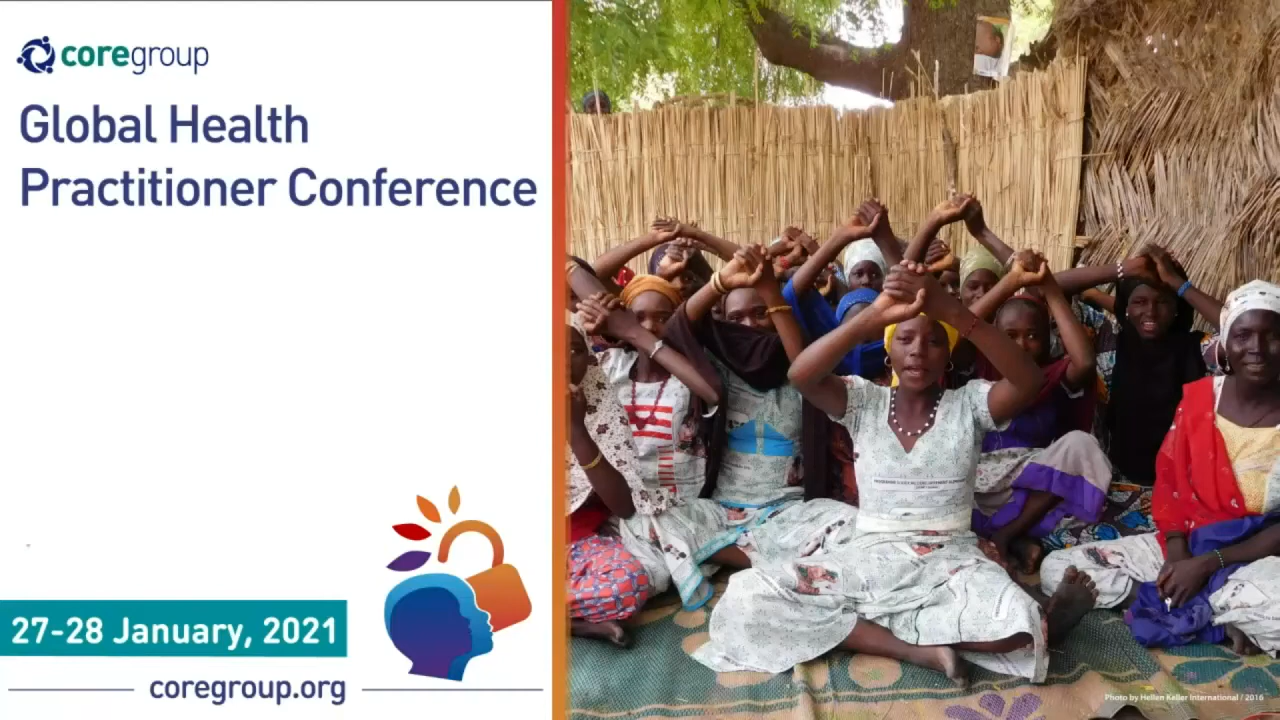 coregroup
Global Health
Practitioner Conference
27-28 January, 2021
coregroup.org
Photo by Hellen Keller International / 2016